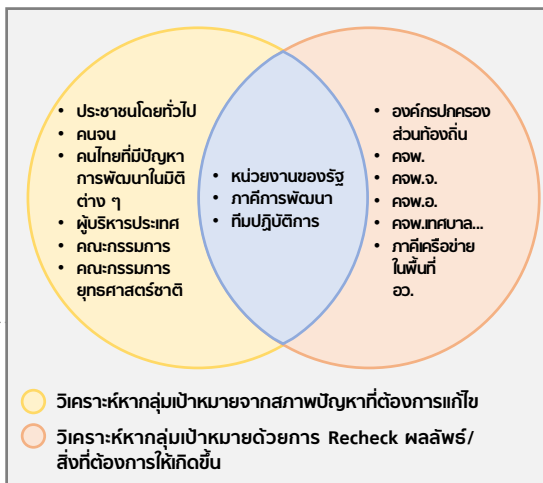 • ประชาชนโดยทั่วไป
• คนจน
• คนไทยที่มีปัญหา
การพัฒนาในมิติ
ต่าง ๆ
• ผู้บริหารประเทศ
• คณะกรรมการ
• คณะกรรมการ
ยุทธศาสตร์ชาติ
• หน่วยงานของรัฐ
• ภาคีการพัฒนา
• ทีมปฏิบัติการ
• องค์กรปกครอง
ส่วนท้องถิ่น
• ศจพ.
• ศจพ.จ.
• ศจพ.อ.
• ศจพ.เทศบาล...
• ภาคีเครือข่าย
ในพื้นที่
อว.
วิเคราะห์หากลุ่มเป้าหมายจากสภาพปัญหาที่ต้องการแก้ไข
วิเคราะห์หากลุ่มเป้าหมายด้วยการ Recheck ผลลัพธ์/
สิ่งที่ต้องการให้เกิดขึ้น